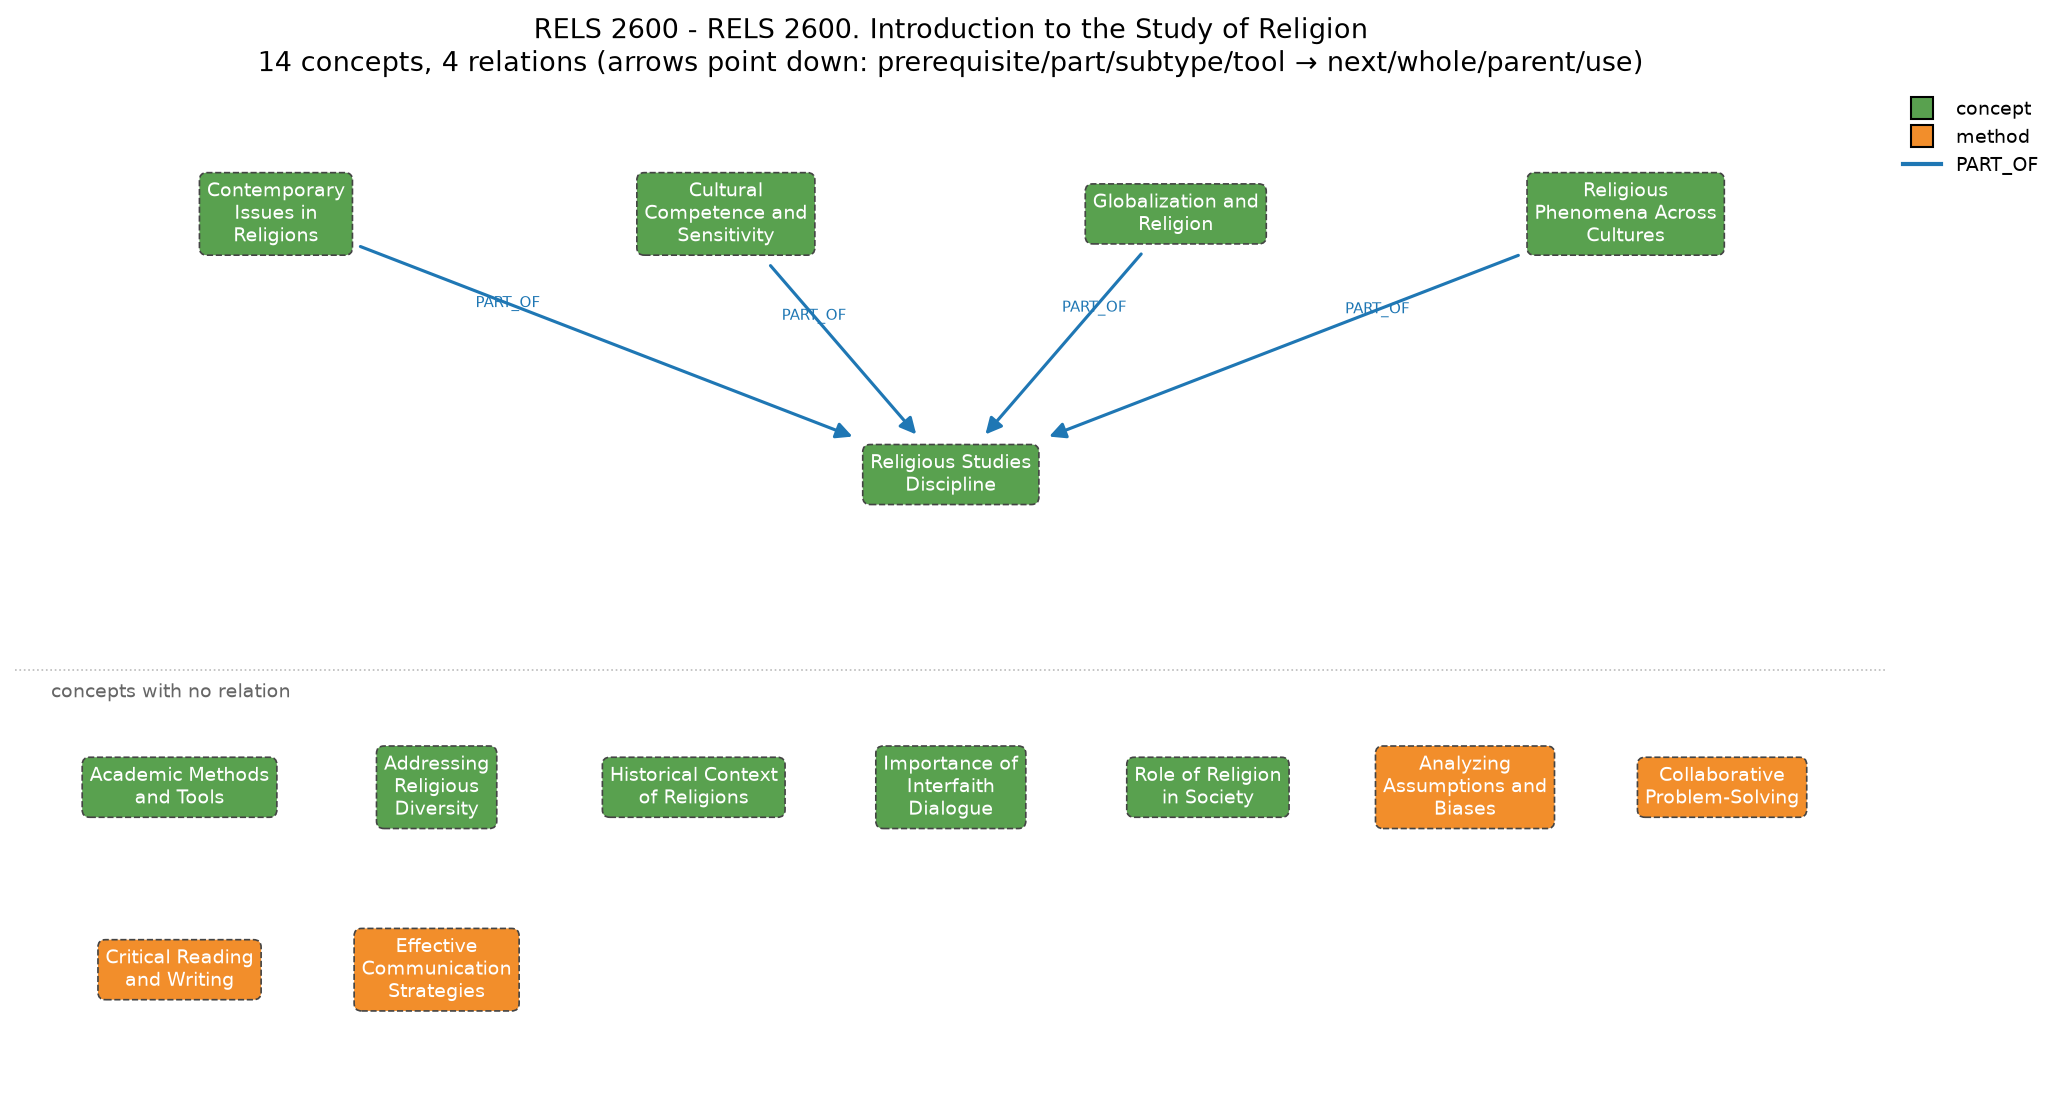 RELS 2600 - RELS 2600. Introduction to the Study of Religion
14 concepts, 4 relations (arrows point down: prerequisite/part/subtype/tool → next/whole/parent/use)
concept
method
PART_OF
Contemporary
Issues in
Religions
Cultural
Competence and
Sensitivity
Globalization and
Religion
Religious
Phenomena Across
Cultures
PART_OF
PART_OF
PART_OF
PART_OF
Religious Studies
Discipline
concepts with no relation
Academic Methods
and Tools
Addressing
Religious
Diversity
Historical Context
of Religions
Importance of
Interfaith
Dialogue
Role of Religion
in Society
Analyzing
Assumptions and
Biases
Collaborative
Problem-Solving
Critical Reading
and Writing
Effective
Communication
Strategies